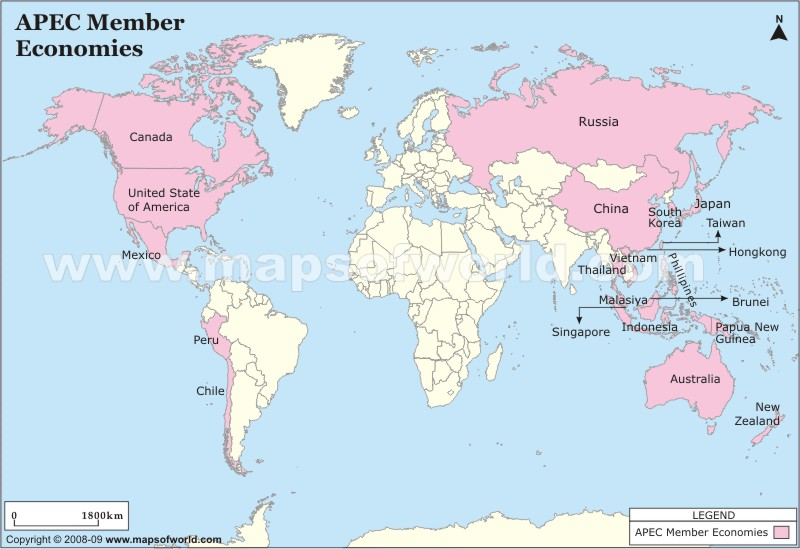 APEC Member
Economies
N
Canada
Russia
United State
of America
China
South
Korea
Japan
Taiwan
Mexico
Hongkong
www.mapsofworld.com
Vietnam
Thailand
Phillipines
Malasiya
Brunei
Singapore
Indonesia
Papua New
Guinea
Peru
Chile
Australia
New
Zealand
0 1800km
LEGEND
APEC Member Economies
Copyright © 2008-09 www.mapsofworld.com